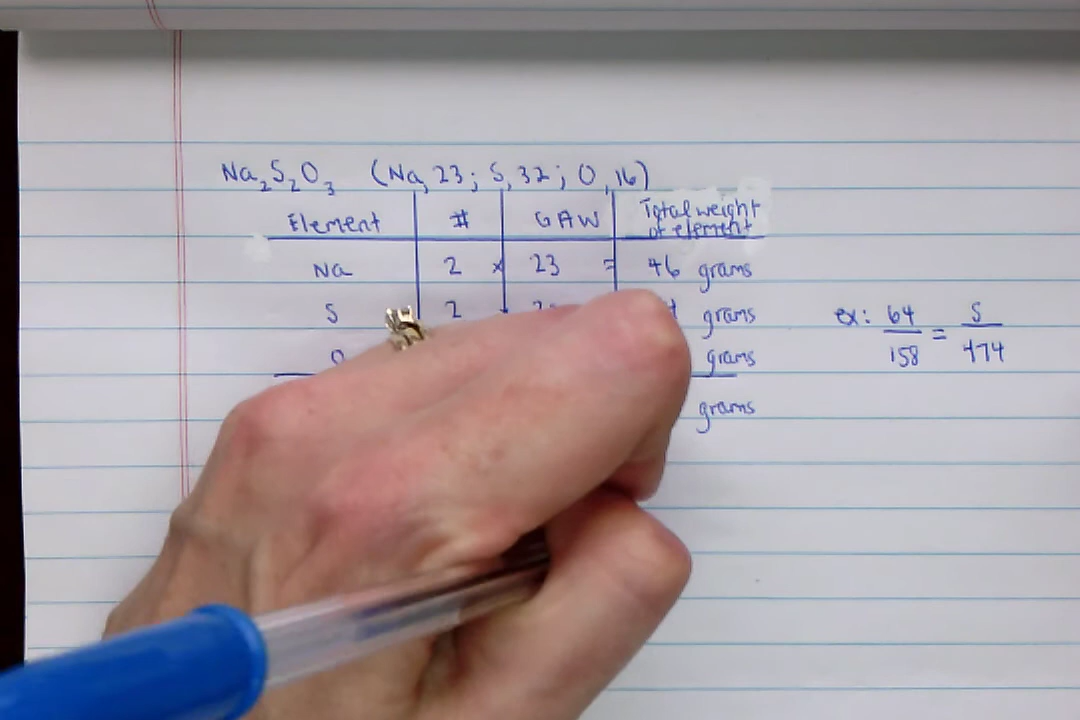 Na2S2O3 (Na, 23; S, 32; O, 16)
Element # GAW Total weight of element
Na 2 x 23 = 46 grams
S 2 grams
grams
grams
ex: 64/158 = S/474